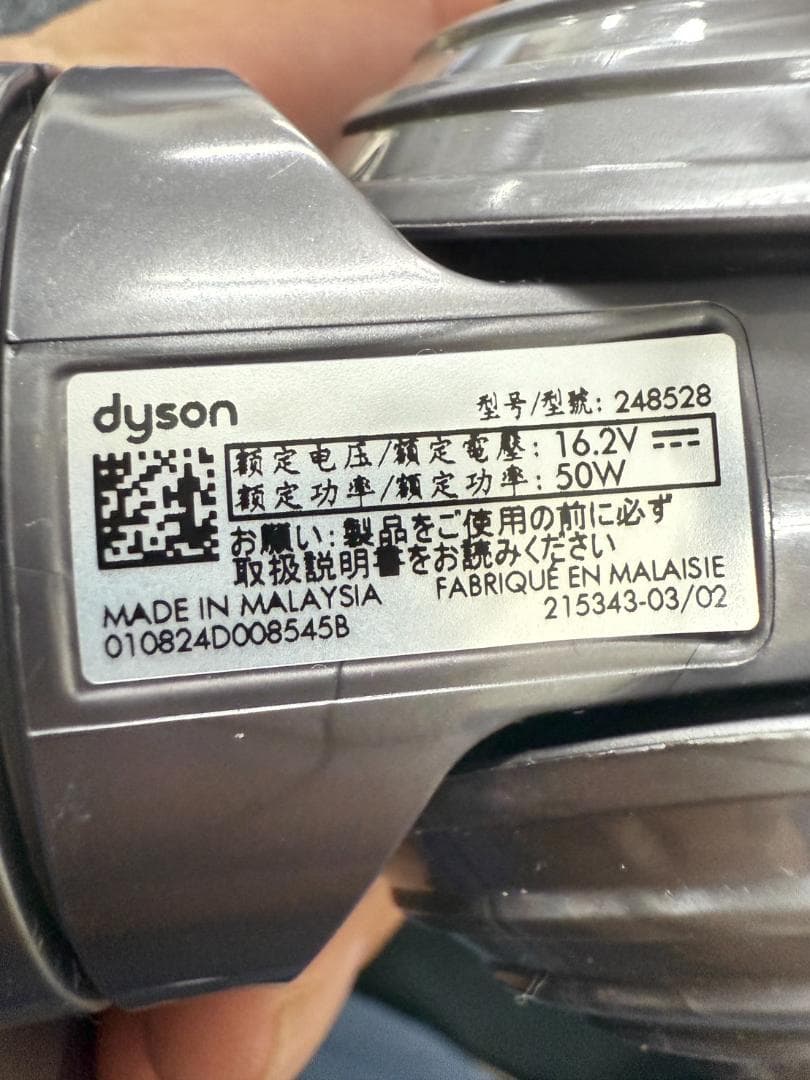 dyson
型号/型號: 248528
额定电压/額定電壓: 16.2V ⎓
额定功率/額定功率: 50W
お願い:製品をご使用の前に必ず
取扱説明書をお読みください
MADE IN MALAYSIA FABRIQUÉ EN MALAISIE
010824D008545B 215343-03/02